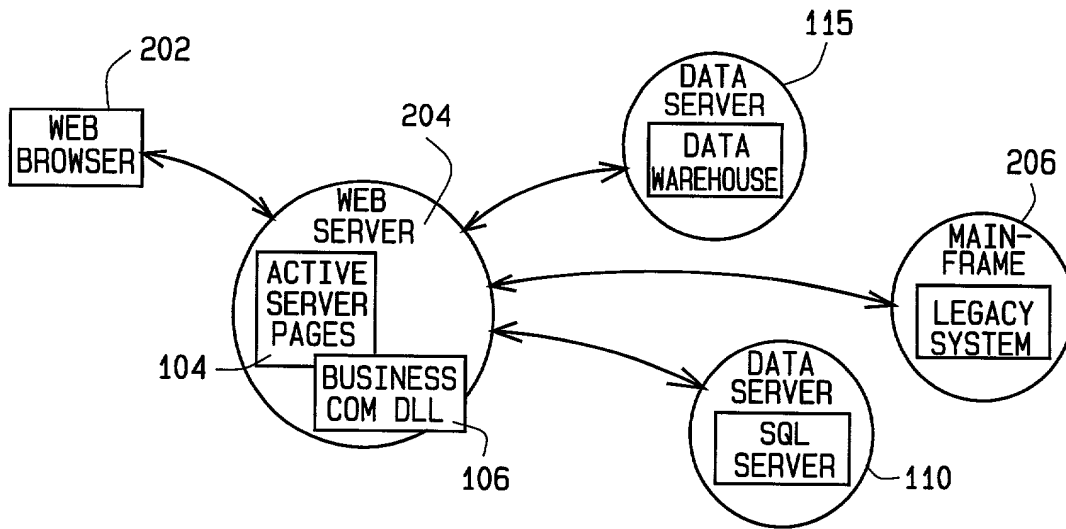 202
WEB
BROWSER
204
WEB
SERVER
ACTIVE
SERVER
PAGES
104
BUSINESS
COM DLL
106
115
DATA
SERVER
DATA
WAREHOUSE
206
MAIN-
FRAME
LEGACY
SYSTEM
DATA
SERVER
SQL
SERVER
110